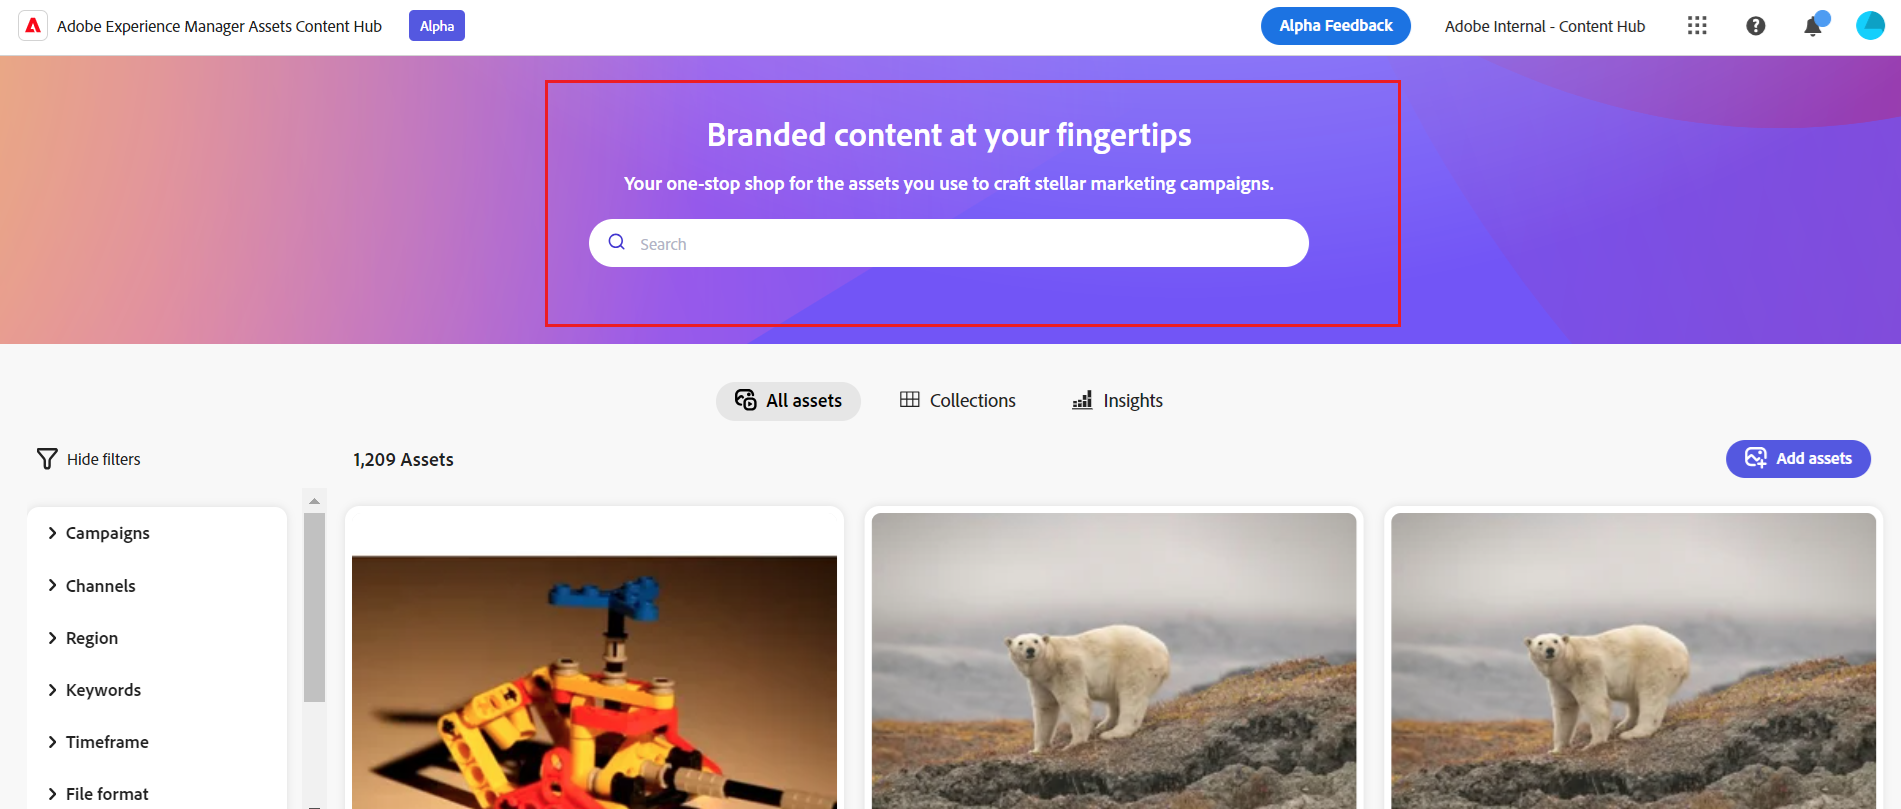 Adobe Experience Manager Assets Content Hub
Alpha
Alpha Feedback
Adobe Internal - Content Hub
Branded content at your fingertips
Your one-stop shop for the assets you use to craft stellar marketing campaigns.
Search
All assets
Collections
Insights
Hide filters
1,209 Assets
Add assets
Campaigns
Channels
Region
Keywords
Timeframe
File format